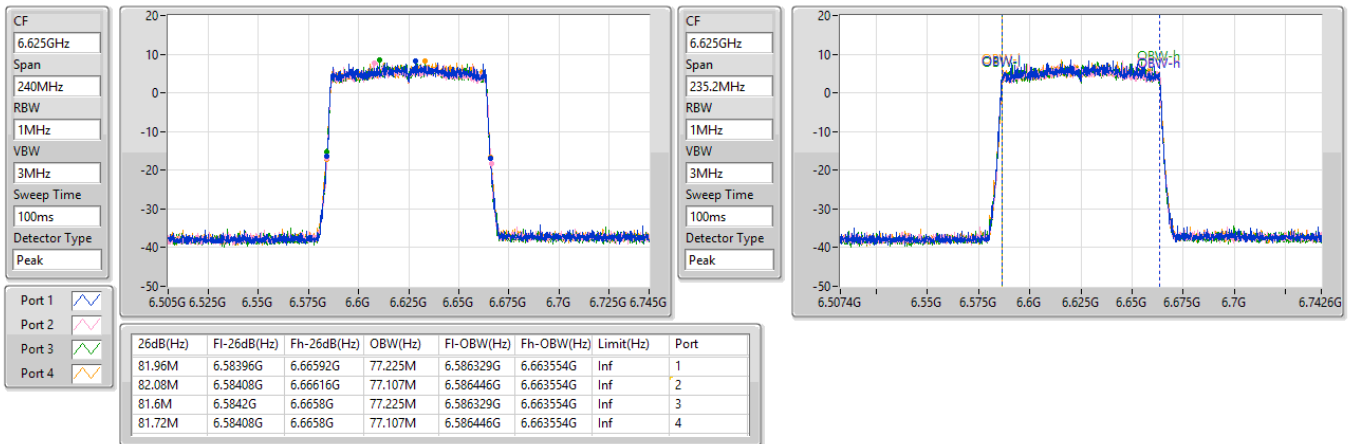 CF
6.625GHz
Span
240MHz
RBW
1MHz
VBW
3MHz
Sweep Time
100ms
Detector Type
Peak
20
10
0
-10
-20
-30
-40
-50
6.505G 6.525G 6.55G 6.575G 6.6G 6.625G 6.65G 6.675G 6.7G 6.725G 6.745G
CF
6.625GHz
Span
235.2MHz
RBW
1MHz
VBW
3MHz
Sweep Time
100ms
Detector Type
Peak
20
10
0
-10
-20
-30
-40
-50
OBW-l
OBW-h
OBW-h
6.5074G 6.55G 6.575G 6.6G 6.625G 6.65G 6.675G 6.7G 6.7426G
Port 1
Port 2
Port 3
Port 4
26dB(Hz) Fl-26dB(Hz) Fh-26dB(Hz) OBW(Hz) Fl-OBW(Hz) Fh-OBW(Hz) Limit(Hz) Port
81.96M 6.58396G 6.66592G 77.225M 6.586329G 6.663554G Inf 1
82.08M 6.58408G 6.66616G 77.107M 6.586446G 6.663554G Inf 2
81.6M 6.5842G 6.6658G 77.225M 6.586329G 6.663554G Inf 3
81.72M 6.58408G 6.6658G 77.107M 6.586446G 6.663554G Inf 4